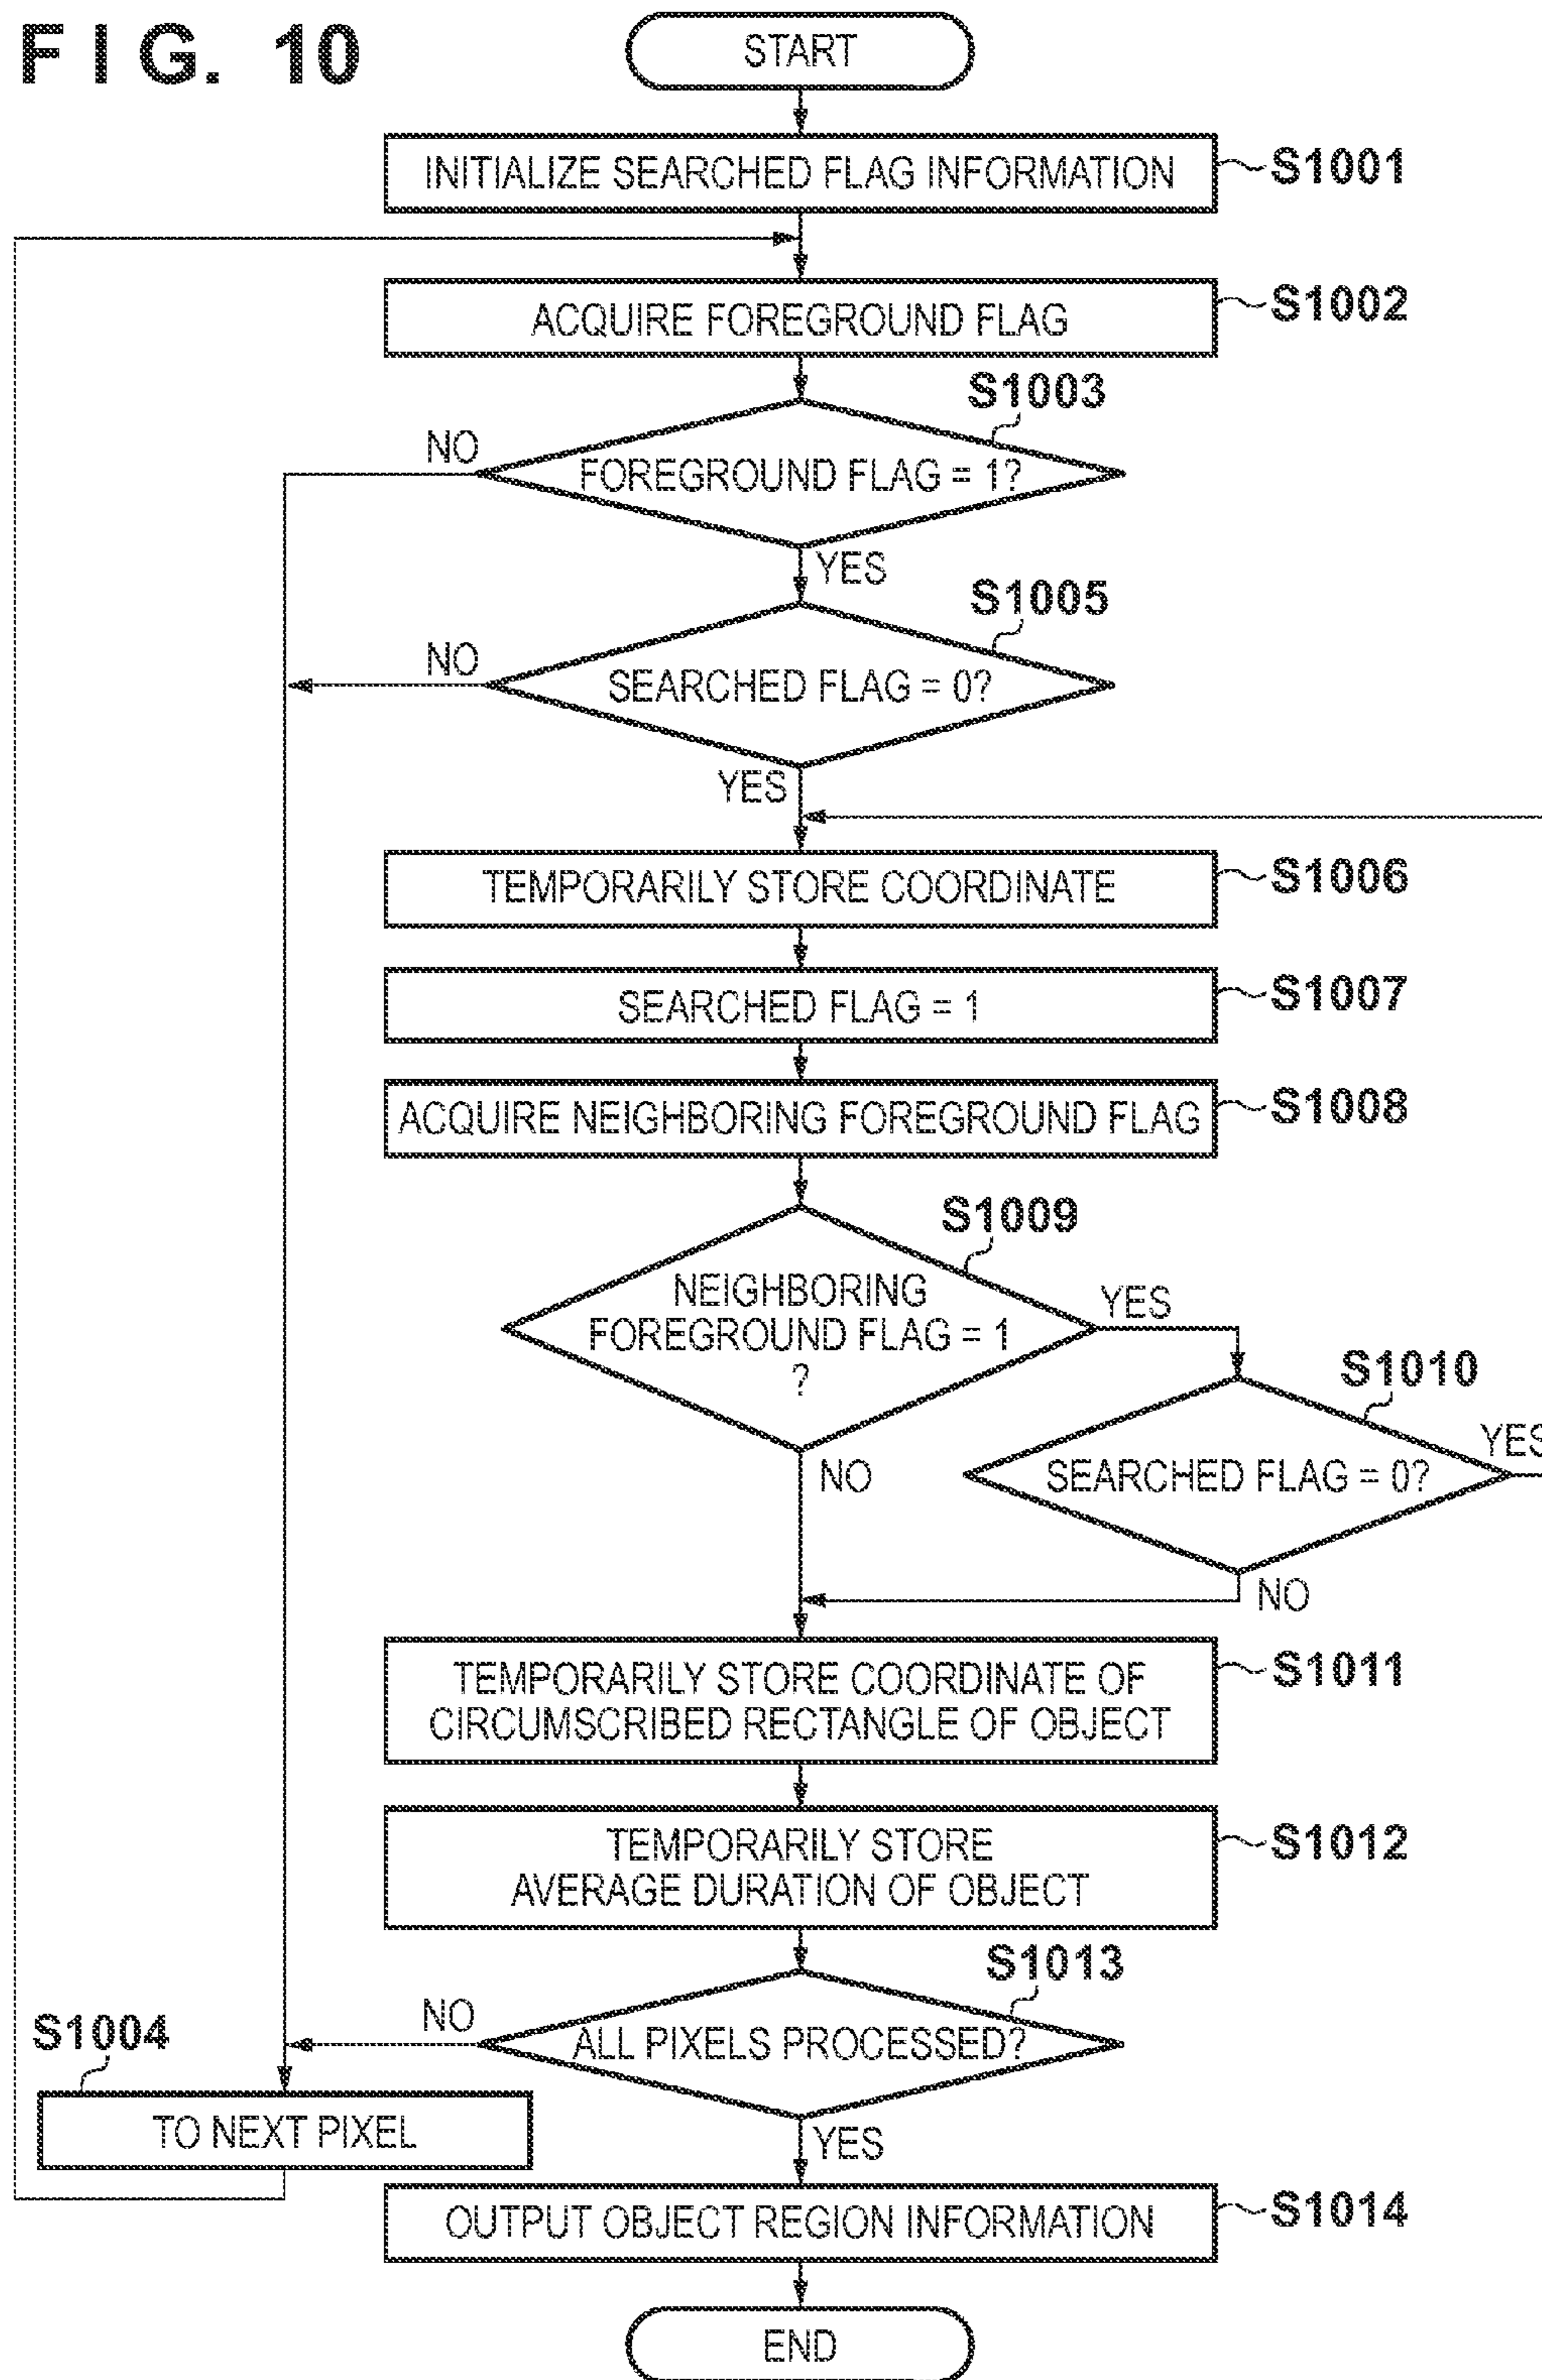 FIG. 10
START
INITIALIZE SEARCHED FLAG INFORMATION
S1001
ACQUIRE FOREGROUND FLAG
S1002
S1003
NO
FOREGROUND FLAG = 1?
YES
S1005
NO
SEARCHED FLAG = 0?
YES
TEMPORARILY STORE COORDINATE
S1006
SEARCHED FLAG = 1
S1007
ACQUIRE NEIGHBORING FOREGROUND FLAG
S1008
S1009
NEIGHBORING
FOREGROUND FLAG = 1
?
YES
NO
S1010
SEARCHED FLAG = 0?
YES
NO
TEMPORARILY STORE COORDINATE OF
CIRCUMSCRIBED RECTANGLE OF OBJECT
S1011
TEMPORARILY STORE
AVERAGE DURATION OF OBJECT
S1012
S1013
NO
ALL PIXELS PROCESSED?
YES
S1004
TO NEXT PIXEL
OUTPUT OBJECT REGION INFORMATION
S1014
END